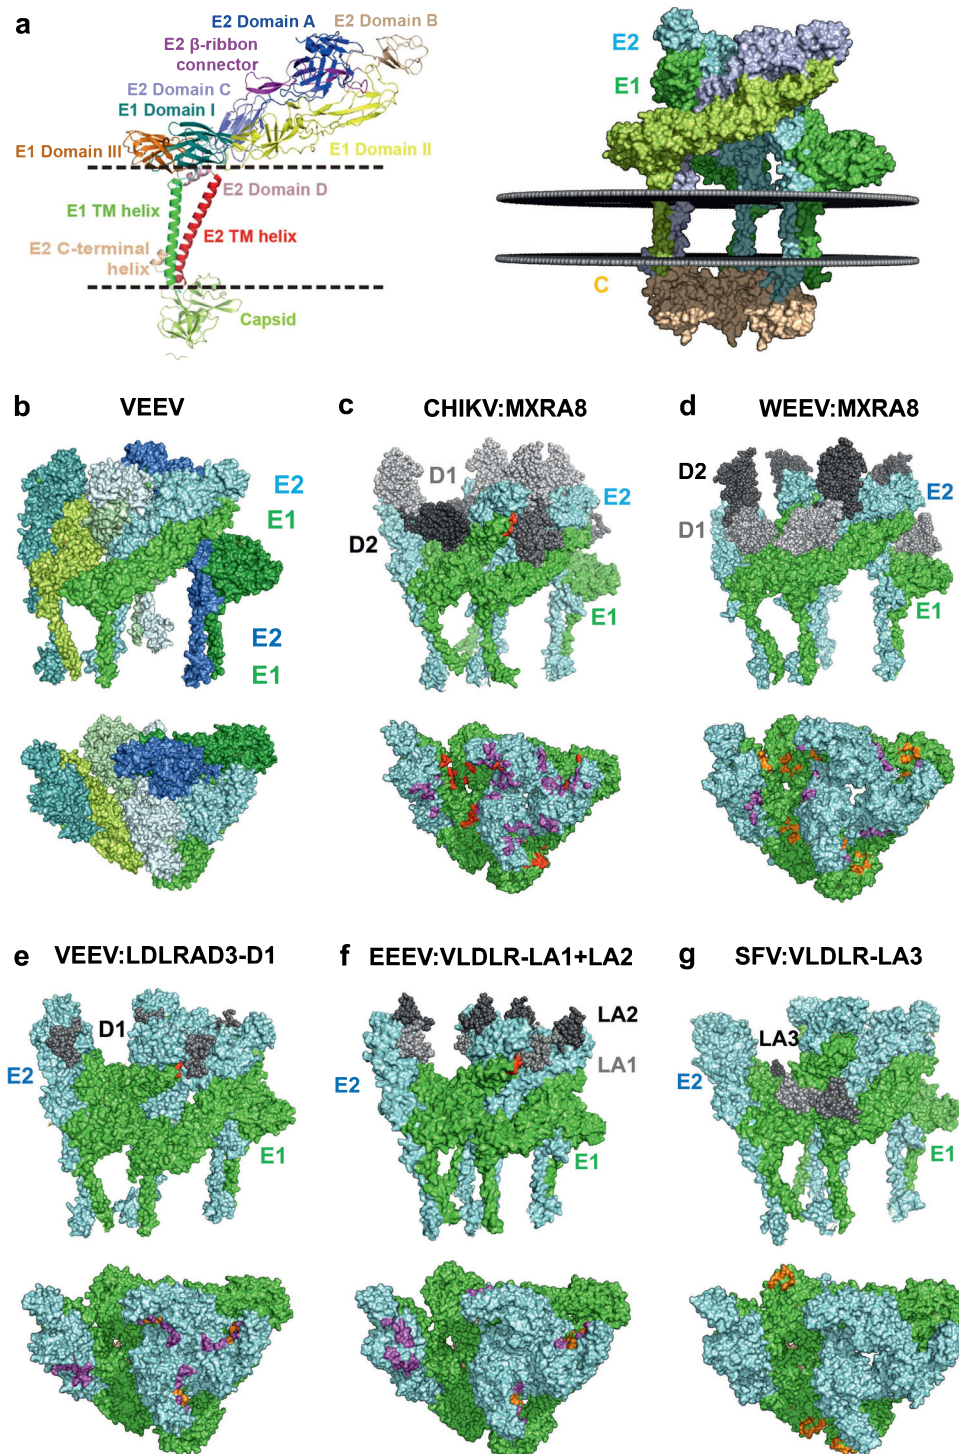 a
E2 Domain A
E2 Domain B
E2 β-ribbon
connector
E2 Domain C
E1 Domain I
E1 Domain III
E1 Domain II
E2 Domain D
E1 TM helix
E2 TM helix
E2 C-terminal
helix
Capsid
E2
E1
C
b
VEEV
E2
E1
E2
E1
c
CHIKV:MXRA8
D1
E2
D2
E1
d
WEEV:MXRA8
D2
E2
D1
E1
e
VEEV:LDLRAD3-D1
D1
E2
E1
f
EEEV:VLDLR-LA1+LA2
LA2
LA1
E2
E1
g
SFV:VLDLR-LA3
LA3
E2
E1